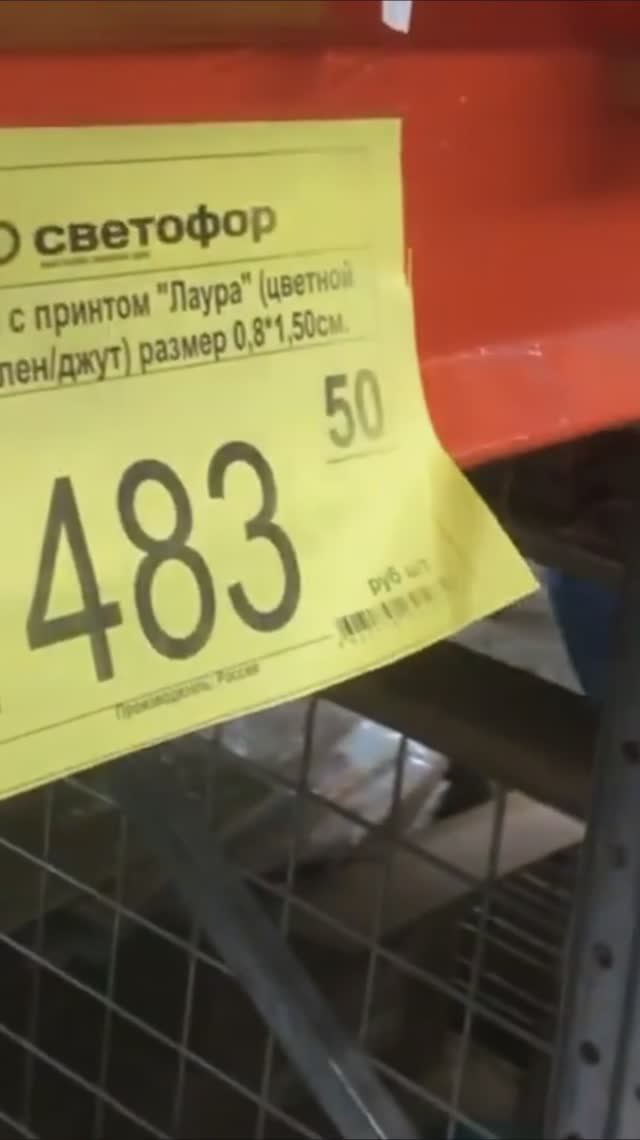 светофор
с принтом "Лаура" (цветной
лен/джут) размер 0,8*1,50см.
483 50
руб шт
Производитель: Россия